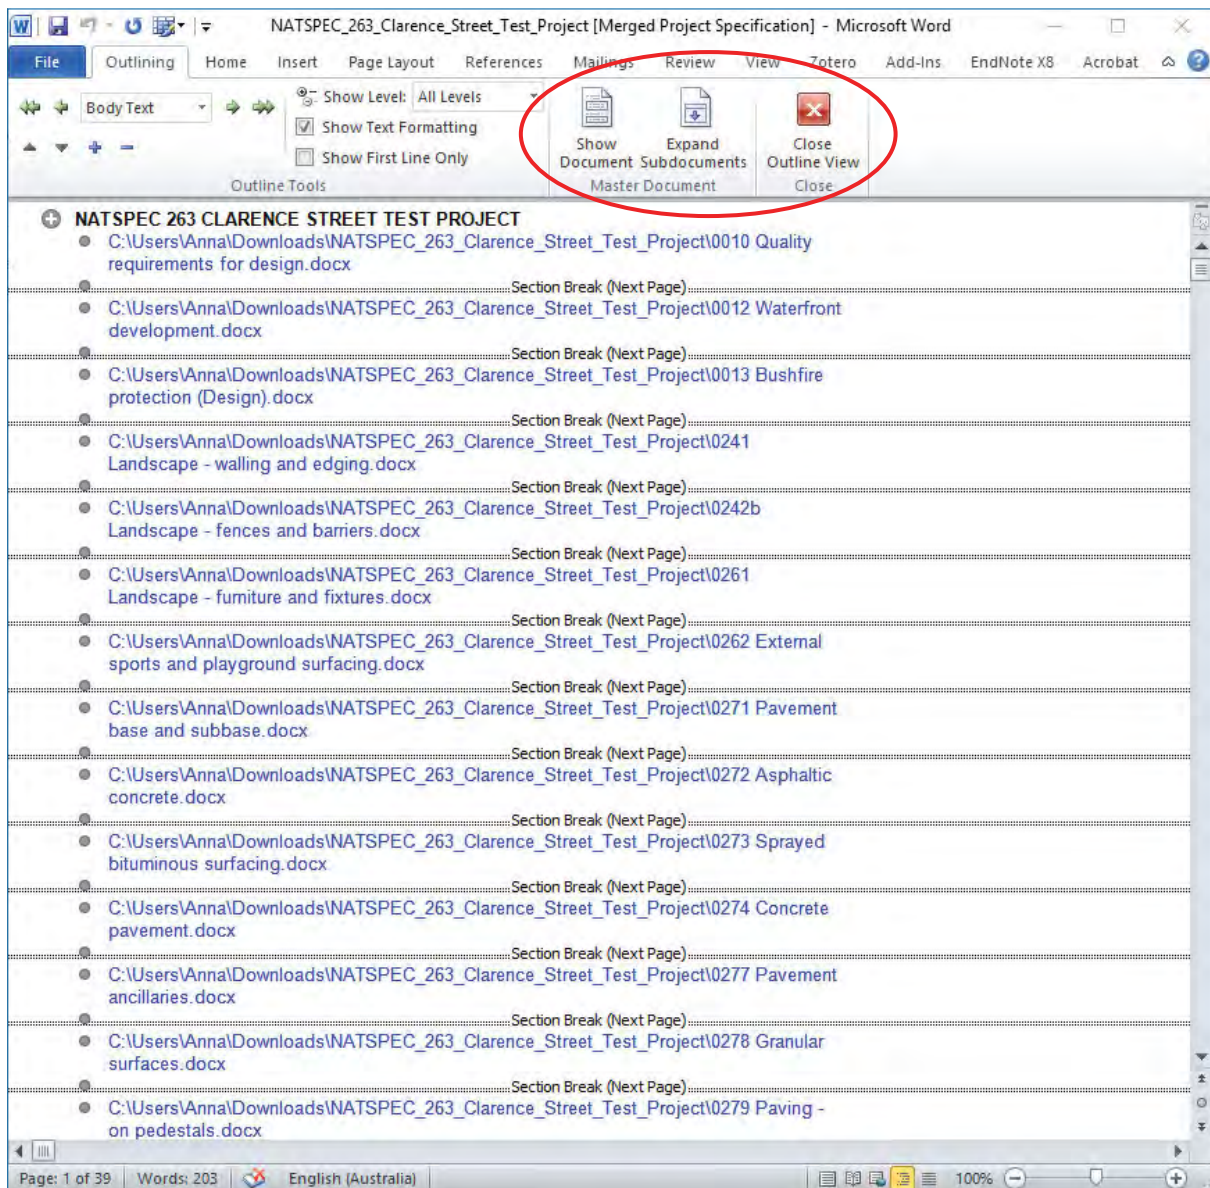 NATSPEC_263_Clarence_Street_Test_Project [Merged Project Specification] - Microsoft Word
File Outlining Home Insert Page Layout References Mailings Review View Zotero Add-Ins EndNote X8 Acrobat
Body Text
Show Level: All Levels
Show Text Formatting
Show First Line Only
Outline Tools
Show Document
Expand Subdocuments
Master Document
Close Outline View
Close
NATSPEC 263 CLARENCE STREET TEST PROJECT
C:\Users\Anna\Downloads\NATSPEC_263_Clarence_Street_Test_Project\0010 Quality
requirements for design.docx
Section Break (Next Page)
C:\Users\Anna\Downloads\NATSPEC_263_Clarence_Street_Test_Project\0012 Waterfront
development.docx
Section Break (Next Page)
C:\Users\Anna\Downloads\NATSPEC_263_Clarence_Street_Test_Project\0013 Bushfire
protection (Design).docx
Section Break (Next Page)
C:\Users\Anna\Downloads\NATSPEC_263_Clarence_Street_Test_Project\0241
Landscape - walling and edging.docx
Section Break (Next Page)
C:\Users\Anna\Downloads\NATSPEC_263_Clarence_Street_Test_Project\0242b
Landscape - fences and barriers.docx
Section Break (Next Page)
C:\Users\Anna\Downloads\NATSPEC_263_Clarence_Street_Test_Project\0261
Landscape - furniture and fixtures.docx
Section Break (Next Page)
C:\Users\Anna\Downloads\NATSPEC_263_Clarence_Street_Test_Project\0262 External
sports and playground surfacing.docx
Section Break (Next Page)
C:\Users\Anna\Downloads\NATSPEC_263_Clarence_Street_Test_Project\0271 Pavement
base and subbase.docx
Section Break (Next Page)
C:\Users\Anna\Downloads\NATSPEC_263_Clarence_Street_Test_Project\0272 Asphaltic
concrete.docx
Section Break (Next Page)
C:\Users\Anna\Downloads\NATSPEC_263_Clarence_Street_Test_Project\0273 Sprayed
bituminous surfacing.docx
Section Break (Next Page)
C:\Users\Anna\Downloads\NATSPEC_263_Clarence_Street_Test_Project\0274 Concrete
pavement.docx
Section Break (Next Page)
C:\Users\Anna\Downloads\NATSPEC_263_Clarence_Street_Test_Project\0277 Pavement
ancillaries.docx
Section Break (Next Page)
C:\Users\Anna\Downloads\NATSPEC_263_Clarence_Street_Test_Project\0278 Granular
surfaces.docx
Section Break (Next Page)
C:\Users\Anna\Downloads\NATSPEC_263_Clarence_Street_Test_Project\0279 Paving -
on pedestals.docx
Page: 1 of 39 Words: 203 English (Australia) 100%